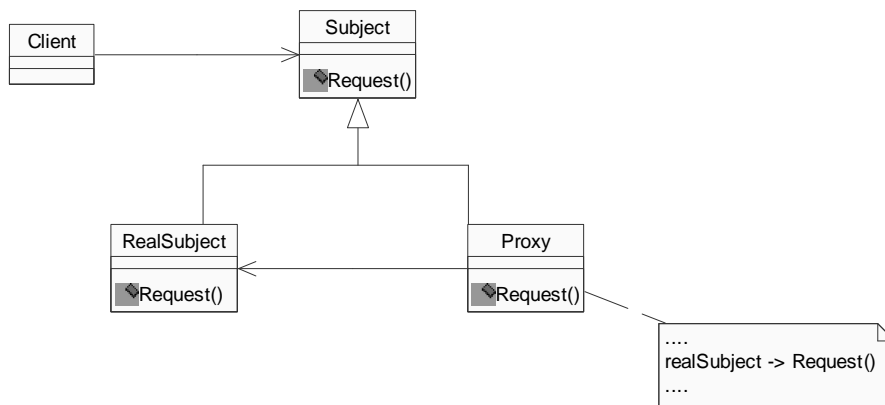 Client
Subject
Request()
RealSubject
Request()
Proxy
Request()
....
realSubject -> Request()
....